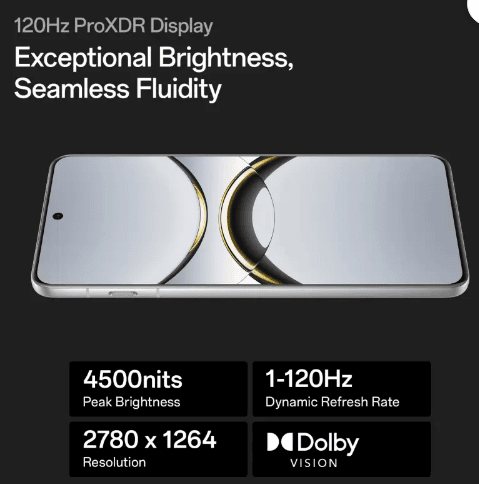 120Hz ProXDR Display
Exceptional Brightness,
Seamless Fluidity
4500nits
Peak Brightness
1-120Hz
Dynamic Refresh Rate
2780 x 1264
Resolution
Dolby
VISION